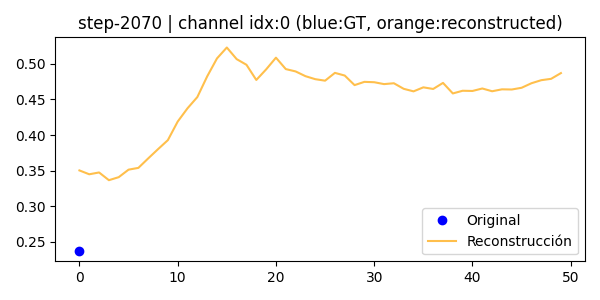 step-2070 | channel idx:0 (blue:GT, orange:reconstructed)
0.50
0.45
0.40
0.35
0.30
0.25
Original
Reconstrucción
0 10 20 30 40 50